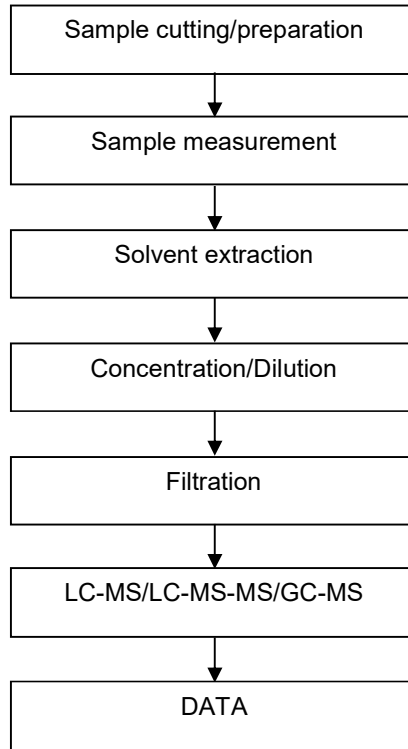 Sample cutting/preparation
Sample measurement
Solvent extraction
Concentration/Dilution
Filtration
LC-MS/LC-MS-MS/GC-MS
DATA